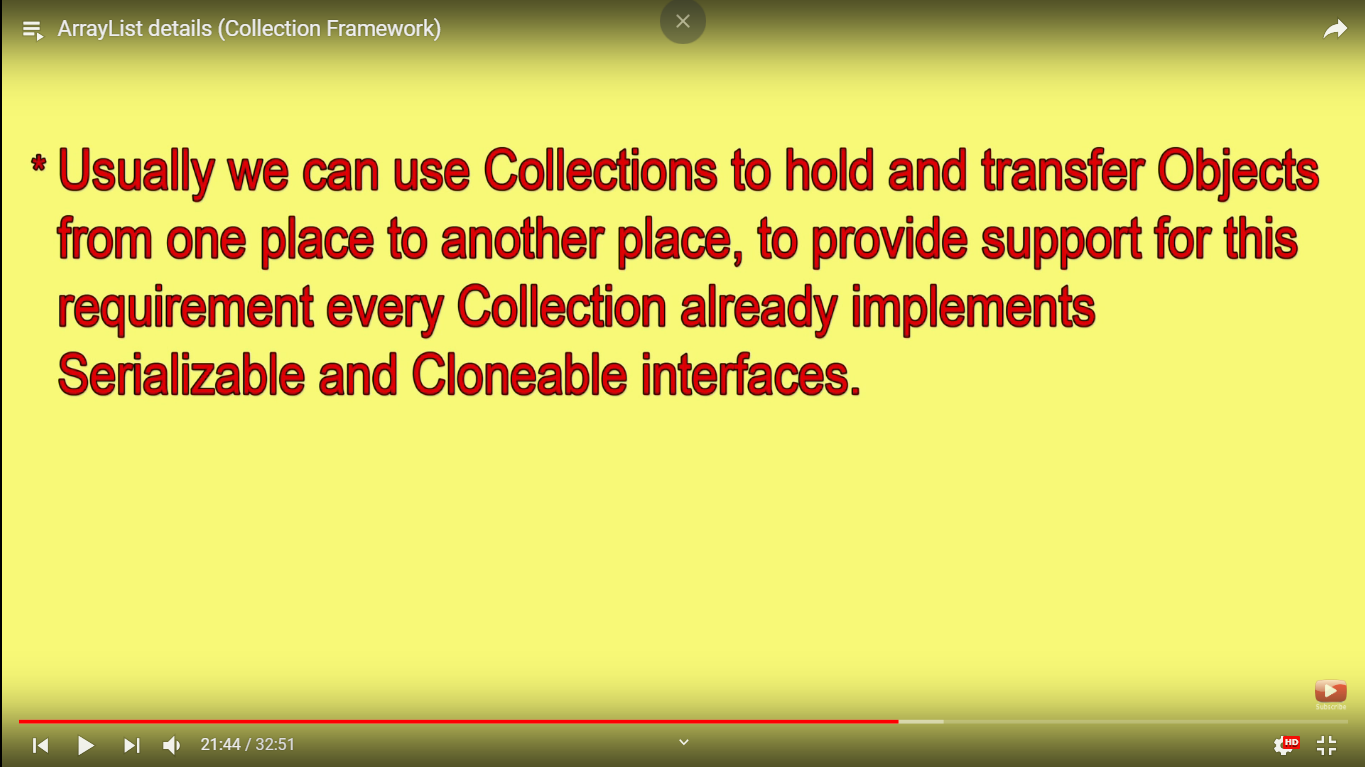 ArrayList details (Collection Framework)
* Usually we can use Collections to hold and transfer Objects
from one place to another place, to provide support for this
requirement every Collection already implements
Serializable and Cloneable interfaces.
Subscribe
21:44 / 32:51
HD